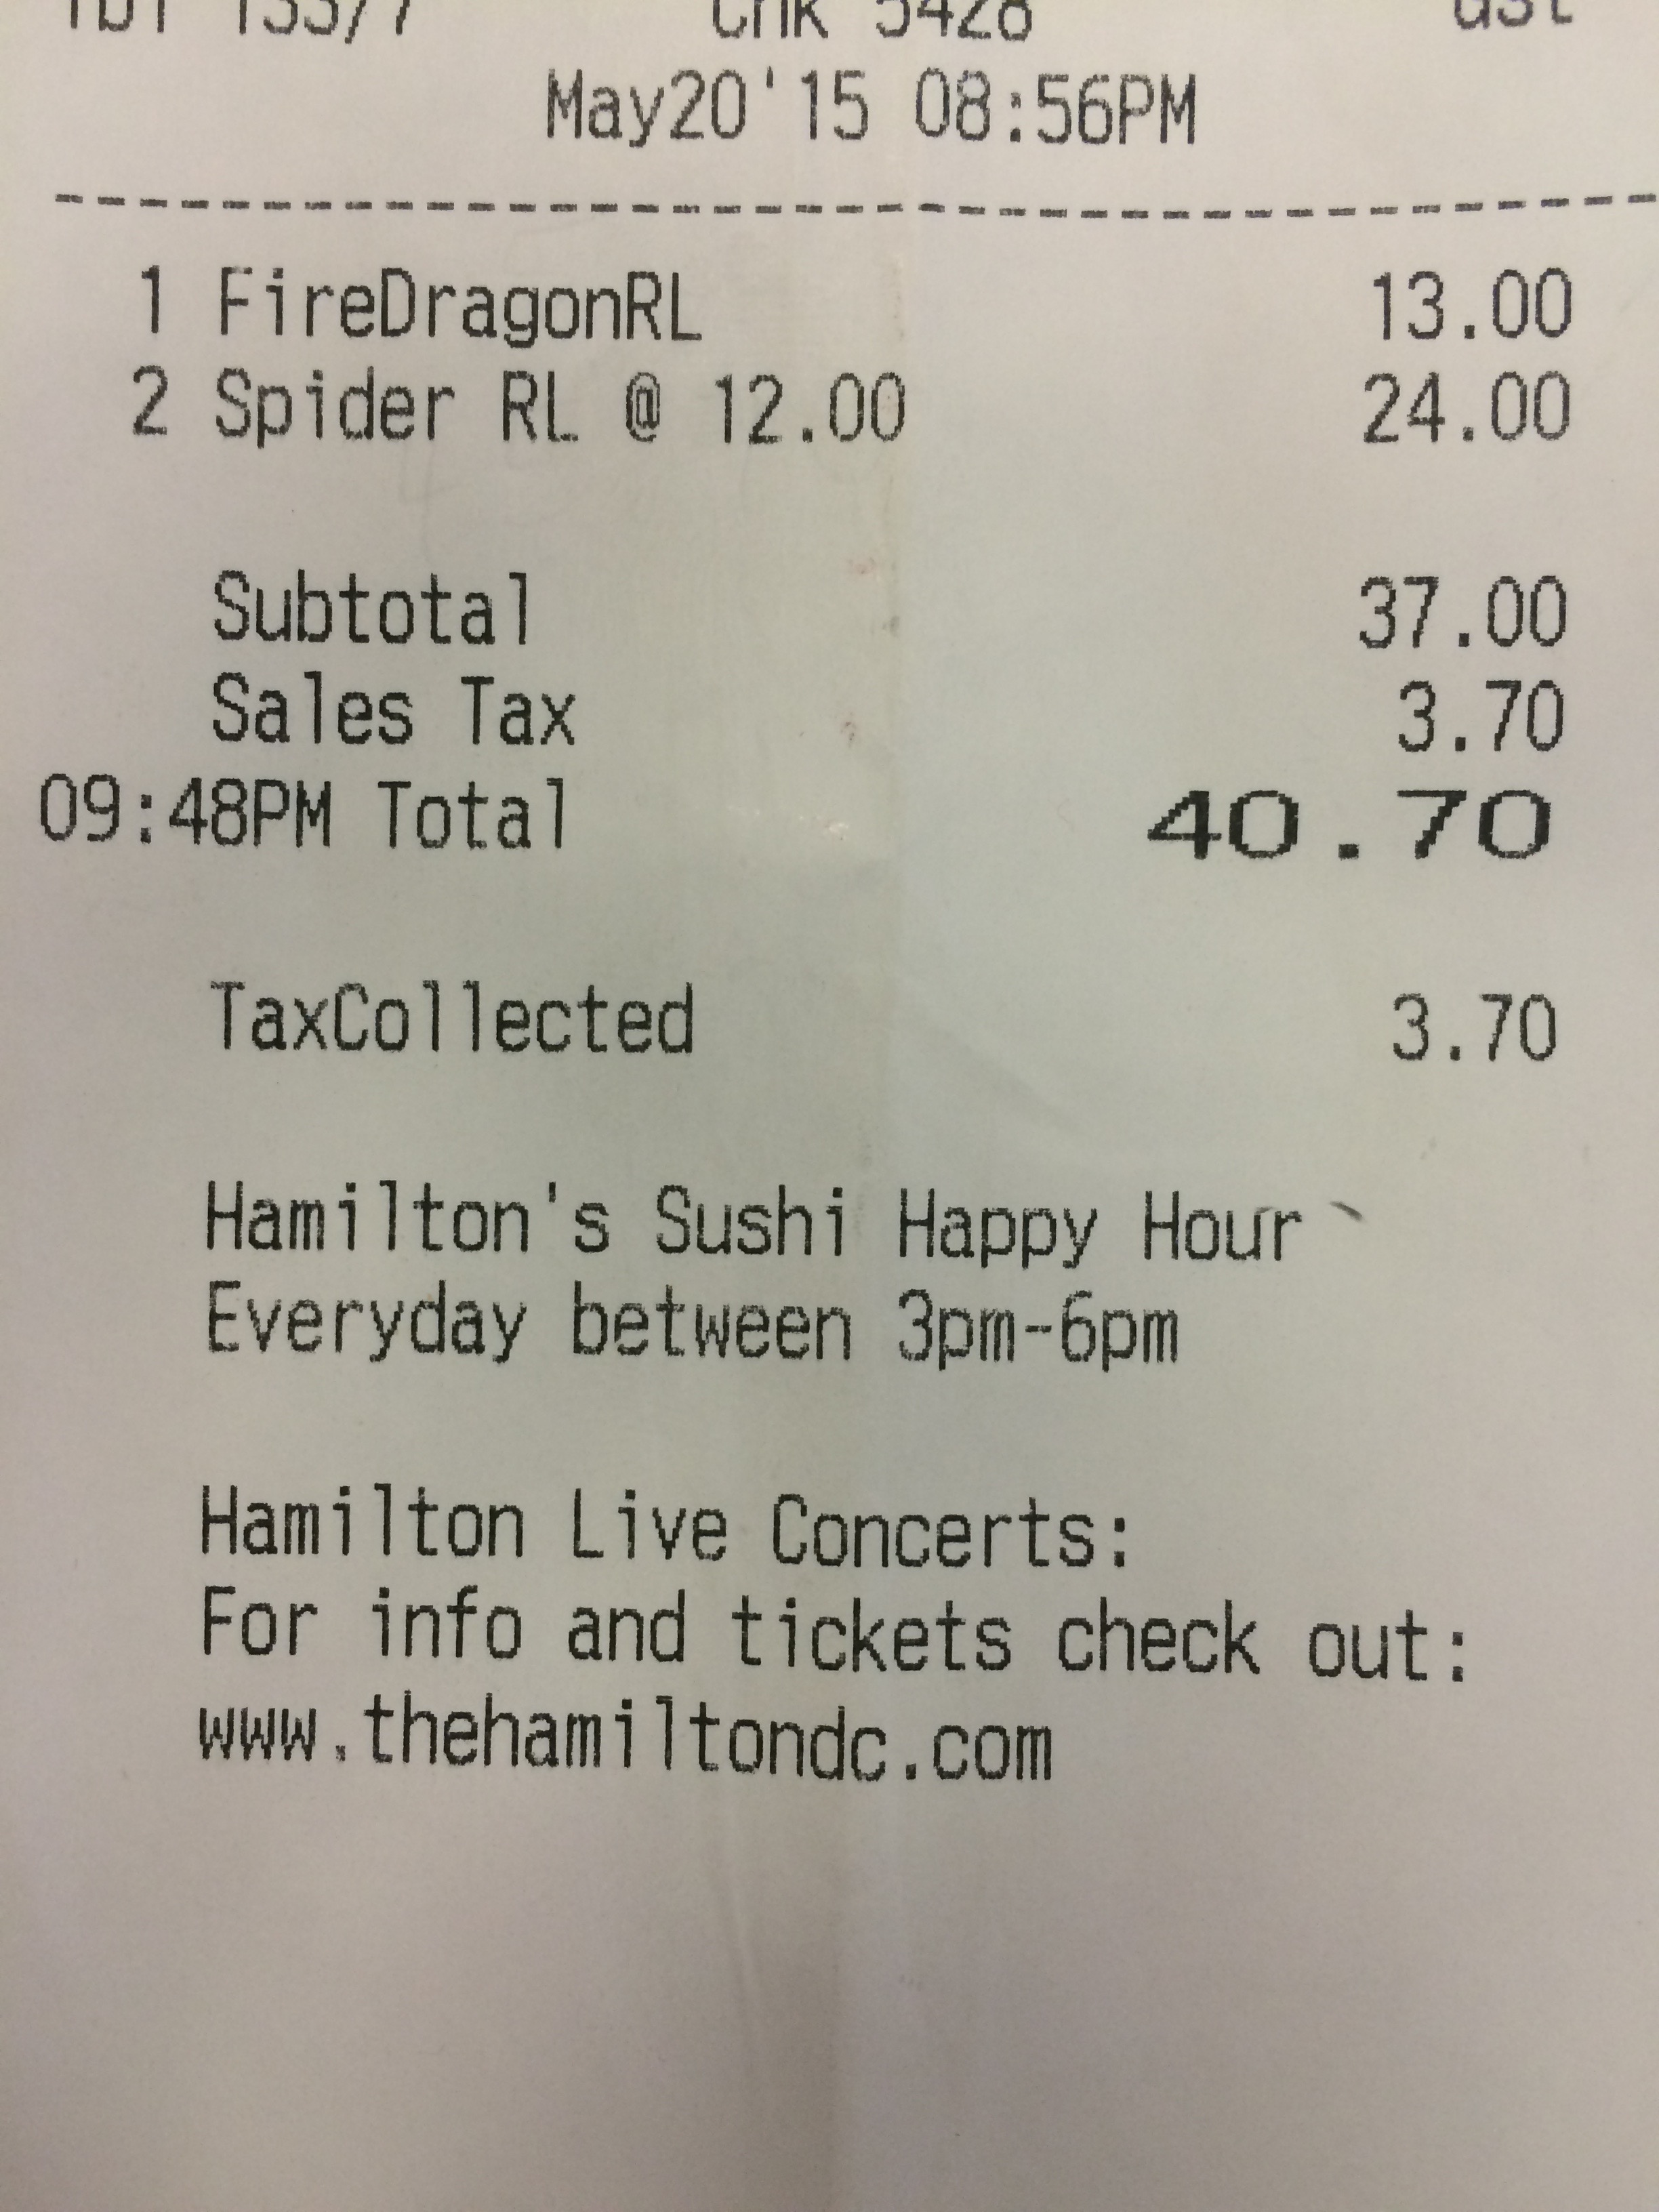 Tbl 133/7 Chk 5428 Gst
May20'15 08:56PM
1 FireDragonRL 13.00
2 Spider RL @ 12.00 24.00
Subtotal 37.00
Sales Tax 3.70
09:48PM Total 40.70
TaxCollected 3.70
Hamilton's Sushi Happy Hour
Everyday between 3pm-6pm
Hamilton Live Concerts:
For info and tickets check out:
www.thehamiltondc.com